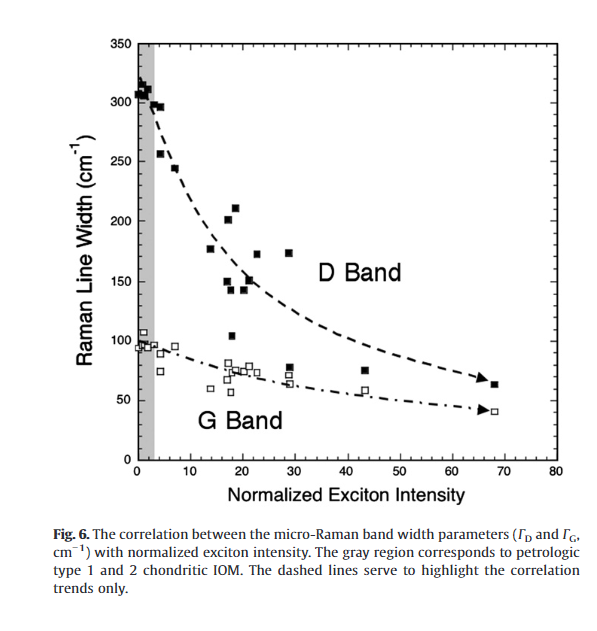 350
300
250
200
150
100
50
0
Raman Line Width (cm⁻¹)
D Band
G Band
0 10 20 30 40 50 60 70 80
Normalized Exciton Intensity
Fig. 6. The correlation between the micro-Raman band width parameters (Γ_D and Γ_G,
cm⁻¹) with normalized exciton intensity. The gray region corresponds to petrologic
type 1 and 2 chondritic IOM. The dashed lines serve to highlight the correlation
trends only.